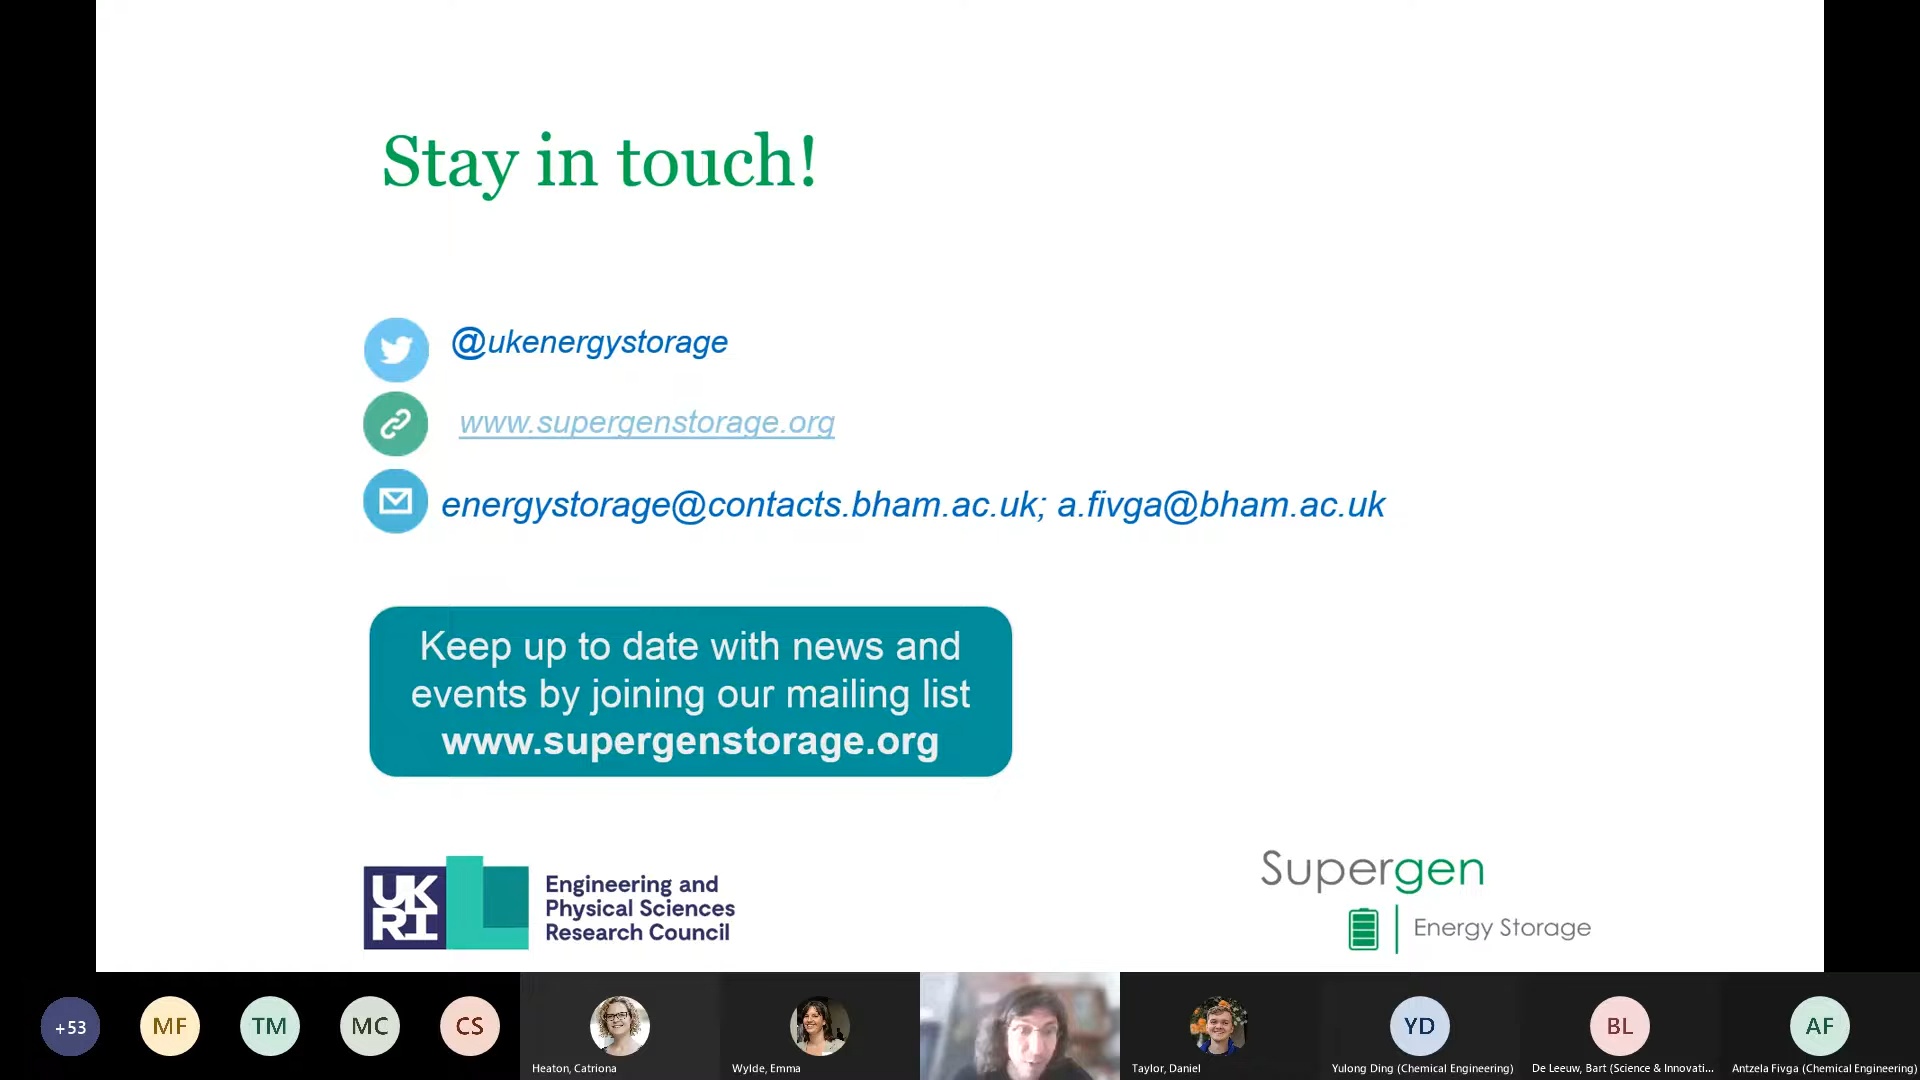 Stay in touch!
@ukenergystorage
www.supergenstorage.org
energystorage@contacts.bham.ac.uk; a.fivga@bham.ac.uk
Keep up to date with news and
events by joining our mailing list
www.supergenstorage.org
UK
RI
Engineering and
Physical Sciences
Research Council
Supergen
Energy Storage
+53
MF
TM
MC
CS
YD
BL
AF
Heaton, Catriona
Wylde, Emma
Taylor, Daniel
Yulong Ding (Chemical Engineering)
De Leeuw, Bart (Science & Innovati...
Antzela Fivga (Chemical Engineering)